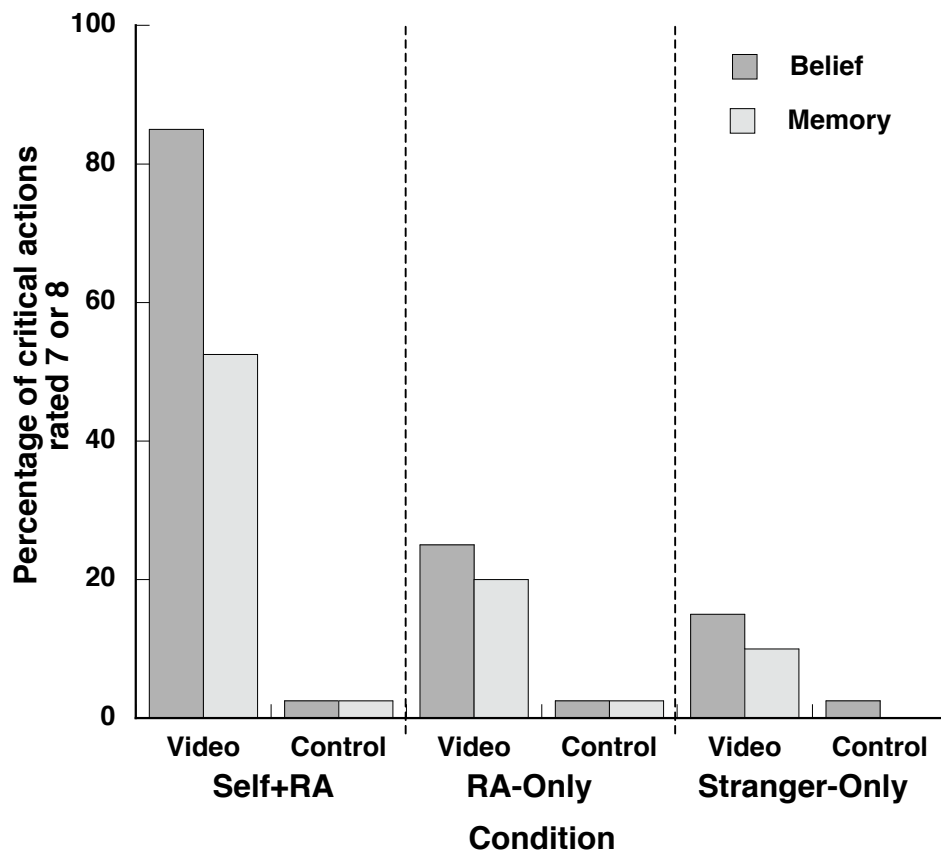 100
80
60
40
20
0
Percentage of critical actions
rated 7 or 8
Belief
Memory
Video Control Video Control Video Control
Self+RA RA-Only Stranger-Only
Condition